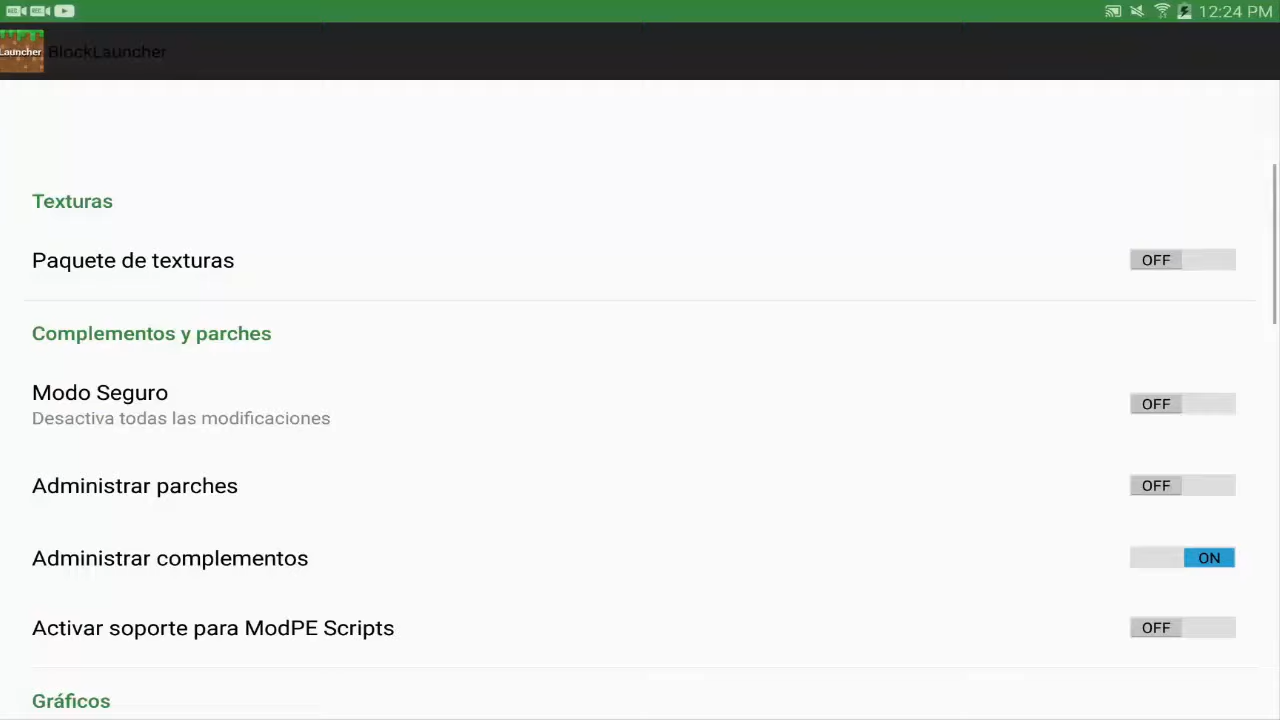 12:24 PM
Launcher BlockLauncher
Texturas
Paquete de texturas OFF
Complementos y parches
Modo Seguro
Desactiva todas las modificaciones OFF
Administrar parches OFF
Administrar complementos ON
Activar soporte para ModPE Scripts OFF
Gráficos